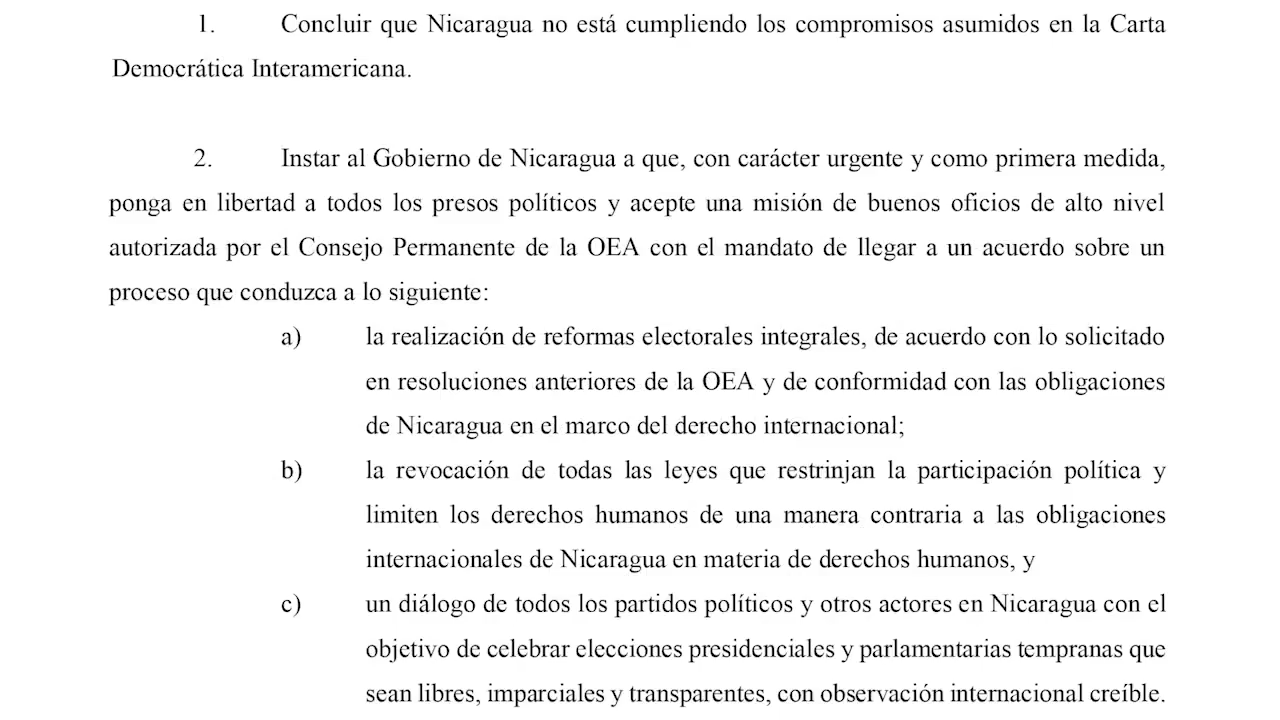 1. Concluir que Nicaragua no está cumpliendo los compromisos asumidos en la Carta
Democrática Interamericana.
2. Instar al Gobierno de Nicaragua a que, con carácter urgente y como primera medida,
ponga en libertad a todos los presos políticos y acepte una misión de buenos oficios de alto nivel
autorizada por el Consejo Permanente de la OEA con el mandato de llegar a un acuerdo sobre un
proceso que conduzca a lo siguiente:
a) la realización de reformas electorales integrales, de acuerdo con lo solicitado
en resoluciones anteriores de la OEA y de conformidad con las obligaciones
de Nicaragua en el marco del derecho internacional;
b) la revocación de todas las leyes que restrinjan la participación política y
limiten los derechos humanos de una manera contraria a las obligaciones
internacionales de Nicaragua en materia de derechos humanos, y
c) un diálogo de todos los partidos políticos y otros actores en Nicaragua con el
objetivo de celebrar elecciones presidenciales y parlamentarias tempranas que
sean libres, imparciales y transparentes, con observación internacional creíble.